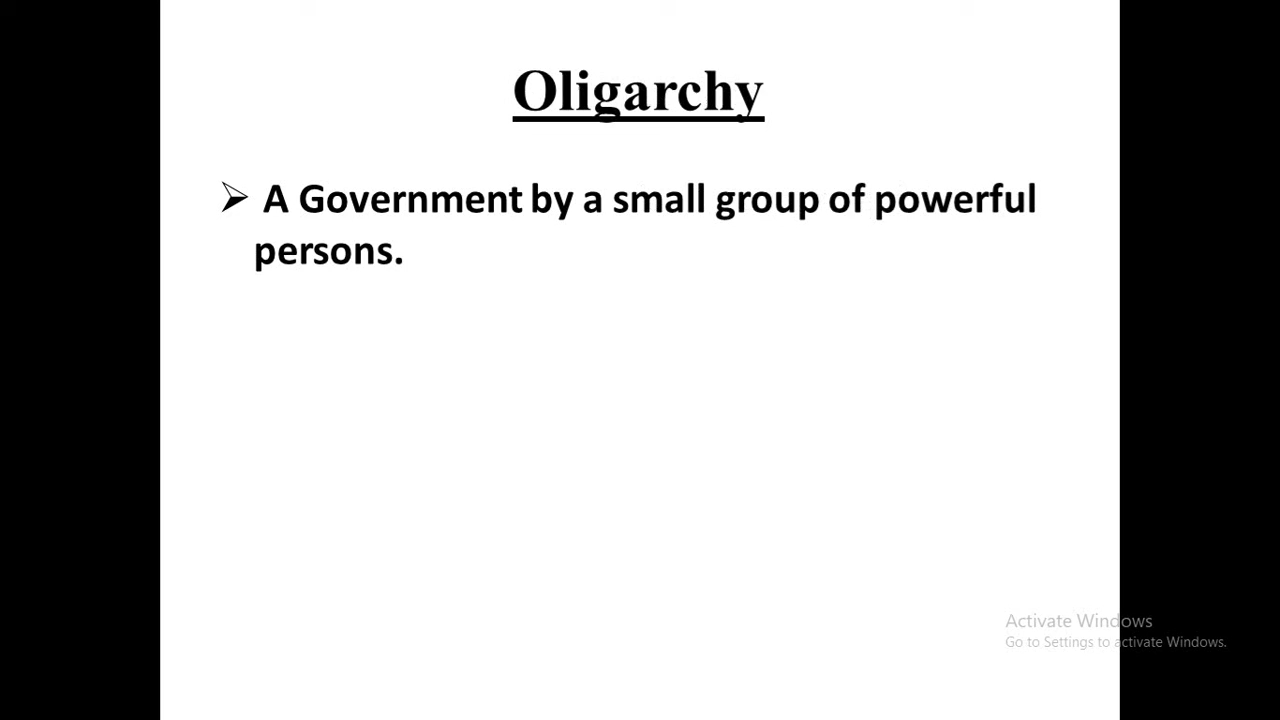 Oligarchy
➢ A Government by a small group of powerful
persons.
Activate Windows
Go to Settings to activate Windows.